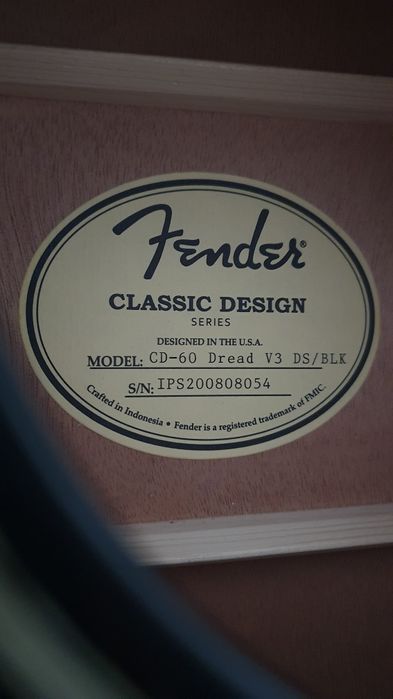 Fender®
CLASSIC DESIGN
SERIES
DESIGNED IN THE U.S.A.
MODEL: CD-60 Dread V3 DS/BLK
S/N: IPS200808054
Crafted in Indonesia • Fender is a registered trademark of FMIC.